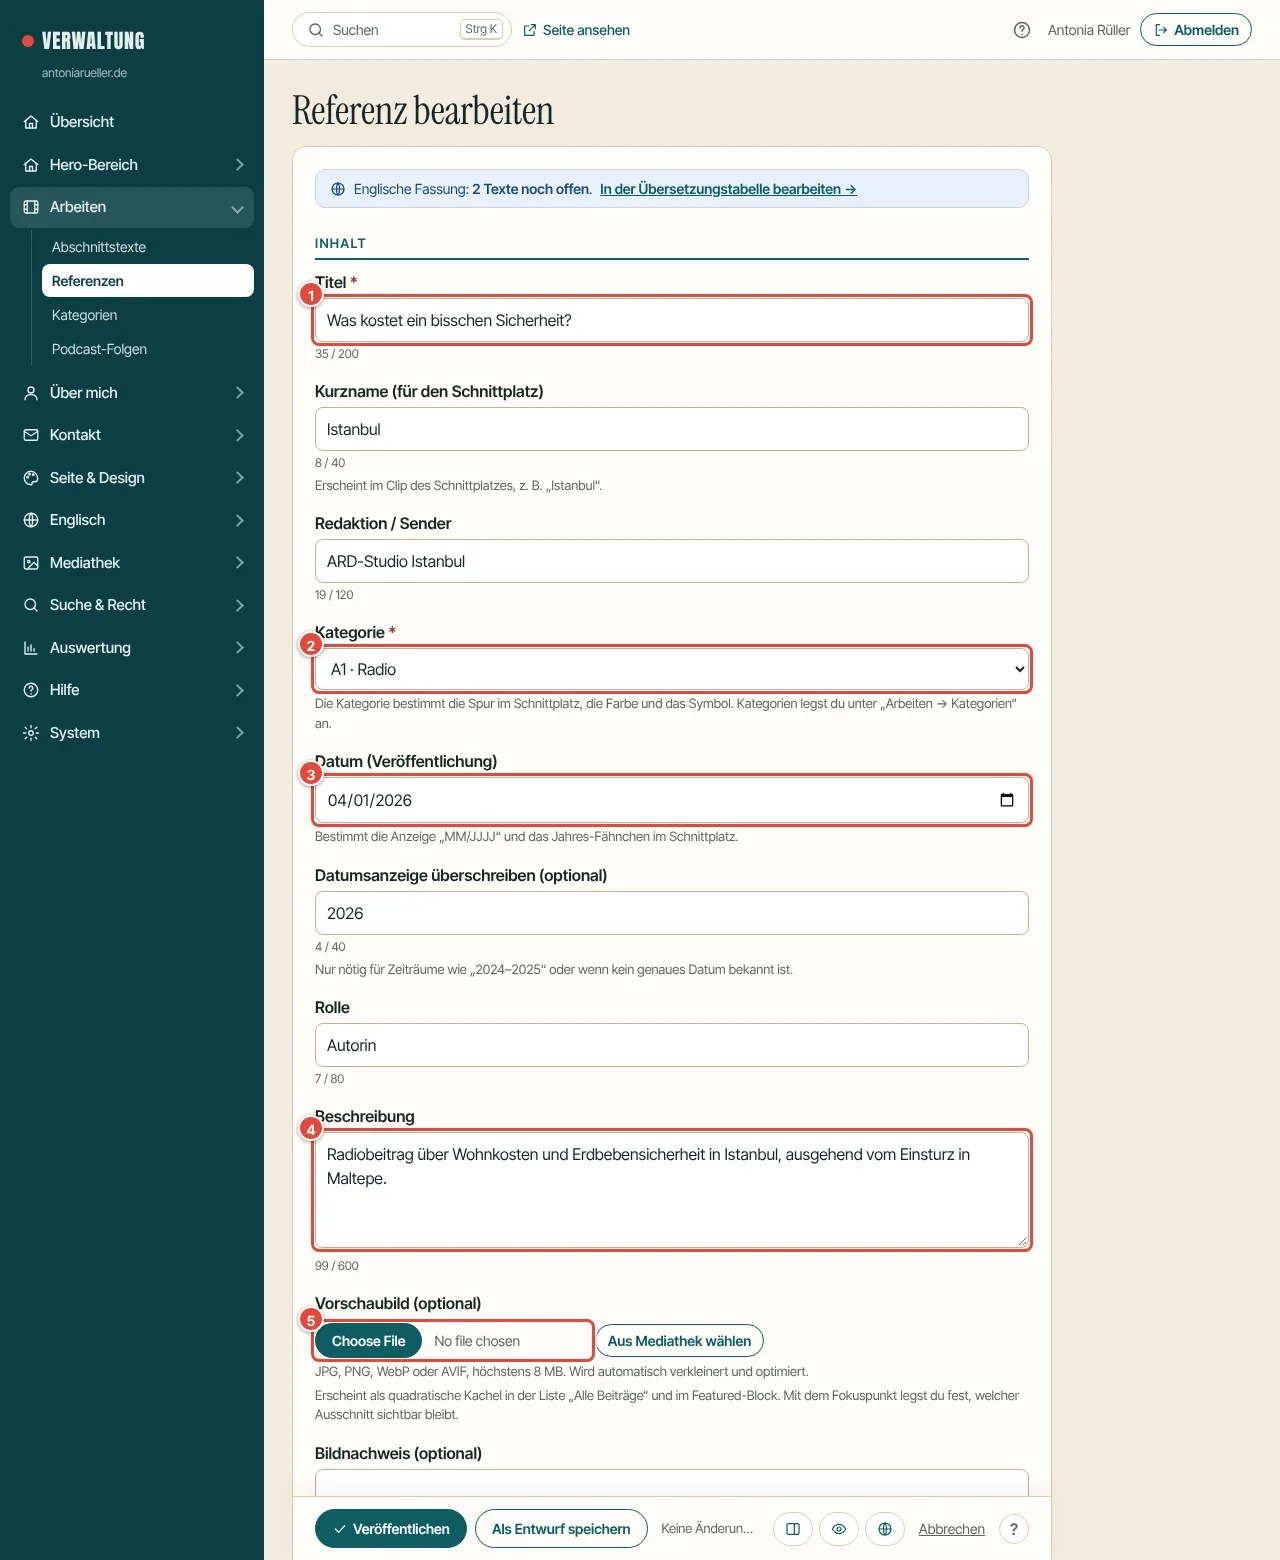 VERWALTUNG
antoniarueller.de
Übersicht
Hero-Bereich
Arbeiten
Abschnittstexte
Referenzen
Kategorien
Podcast-Folgen
Über mich
Kontakt
Seite & Design
Englisch
Mediathek
Suche & Recht
Auswertung
Hilfe
System
Suchen Strg K Seite ansehen Antonia Rüller Abmelden
Referenz bearbeiten
Englische Fassung: 2 Texte noch offen. In der Übersetzungstabelle bearbeiten →
INHALT
Titel *
1
Was kostet ein bisschen Sicherheit?
35 / 200
Kurzname (für den Schnittplatz)
Istanbul
8 / 40
Erscheint im Clip des Schnittplatzes, z. B. „Istanbul“.
Redaktion / Sender
ARD-Studio Istanbul
19 / 120
Kategorie *
2
A1 · Radio
Die Kategorie bestimmt die Spur im Schnittplatz, die Farbe und das Symbol. Kategorien legst du unter „Arbeiten → Kategorien“
an.
Datum (Veröffentlichung)
3
04/01/2026
Bestimmt die Anzeige „MM/JJJJ“ und das Jahres-Fähnchen im Schnittplatz.
Datumsanzeige überschreiben (optional)
2026
4 / 40
Nur nötig für Zeiträume wie „2024–2025“ oder wenn kein genaues Datum bekannt ist.
Rolle
Autorin
7 / 80
Beschreibung
4
Radiobeitrag über Wohnkosten und Erdbebensicherheit in Istanbul, ausgehend vom Einsturz in
Maltepe.
99 / 600
Vorschaubild (optional)
5
Choose File No file chosen Aus Mediathek wählen
JPG, PNG, WebP oder AVIF, höchstens 8 MB. Wird automatisch verkleinert und optimiert.
Erscheint als quadratische Kachel in der Liste „Alle Beiträge“ und im Featured-Block. Mit dem Fokuspunkt legst du fest, welcher
Ausschnitt sichtbar bleibt.
Bildnachweis (optional)
Veröffentlichen Als Entwurf speichern Keine Änderun... Abbrechen ?